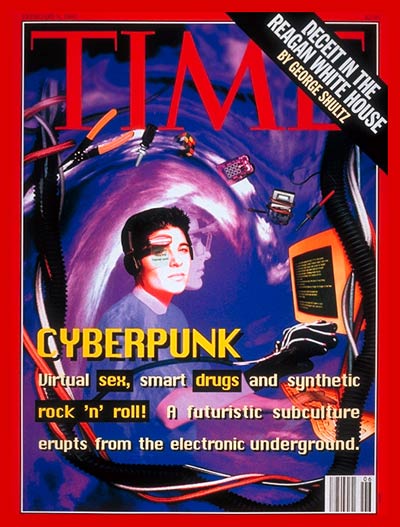 TIME
DECEIT IN THE
REAGAN WHITE HOUSE
BY GEORGE SHULTZ
CYBERPUNK
Virtual sex, smart drugs and synthetic
rock 'n' roll! A futuristic subculture
erupts from the electronic underground.
06